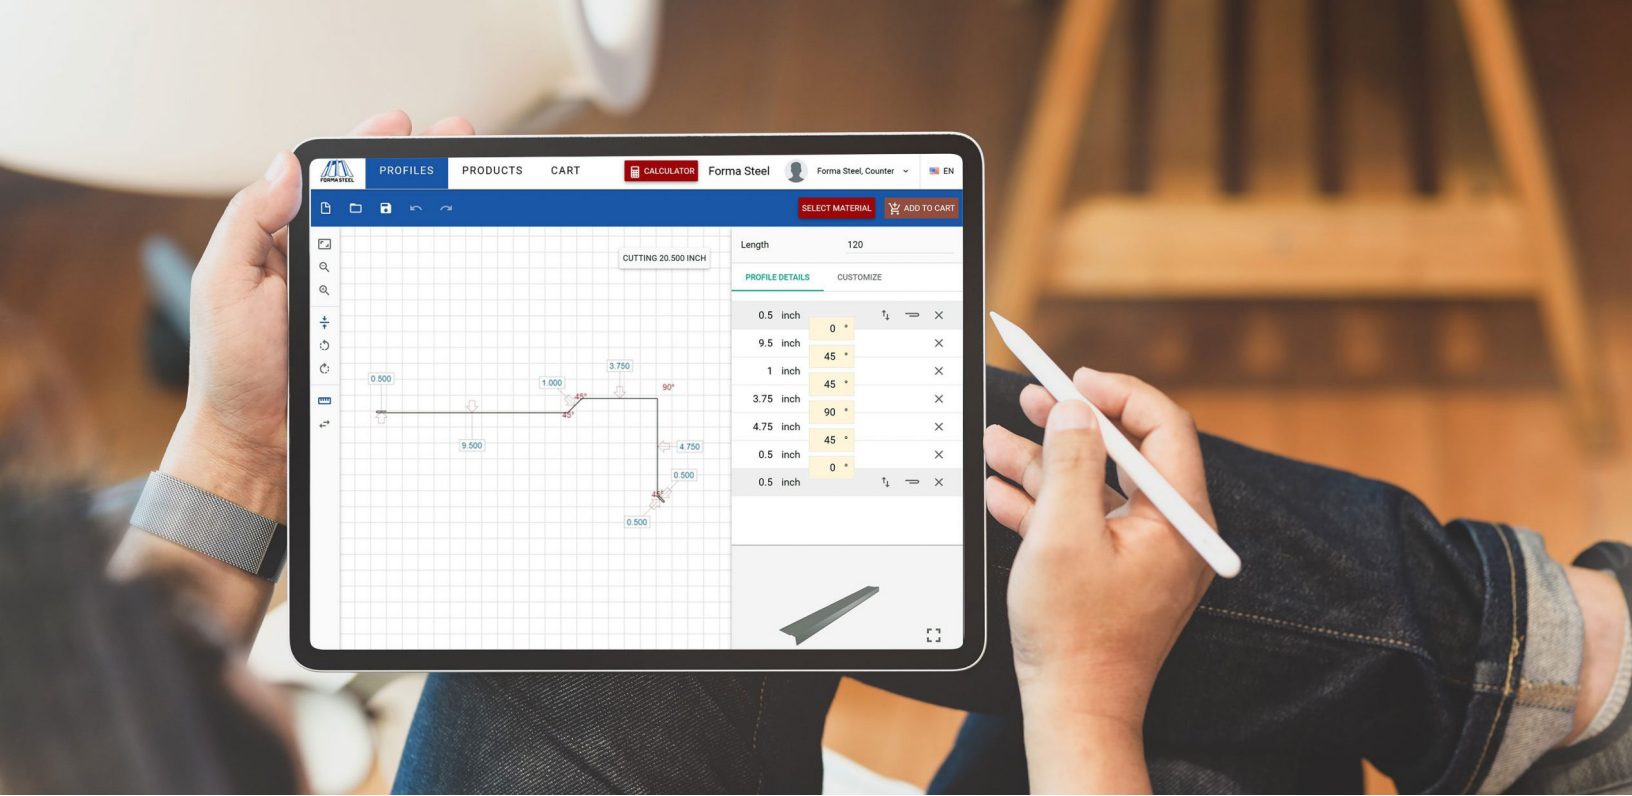 FORMA STEEL
PROFILES PRODUCTS CART CALCULATOR Forma Steel Forma Steel, Counter EN
SELECT MATERIAL ADD TO CART
CUTTING 20.500 INCH
0.500
9.500
1.000
45°
45°
3.750
90°
4.750
0.500
45°
0.500
Length 120
PROFILE DETAILS CUSTOMIZE
0.5 inch
0 °
9.5 inch
45 °
1 inch
45 °
3.75 inch
90 °
4.75 inch
45 °
0.5 inch
0 °
0.5 inch